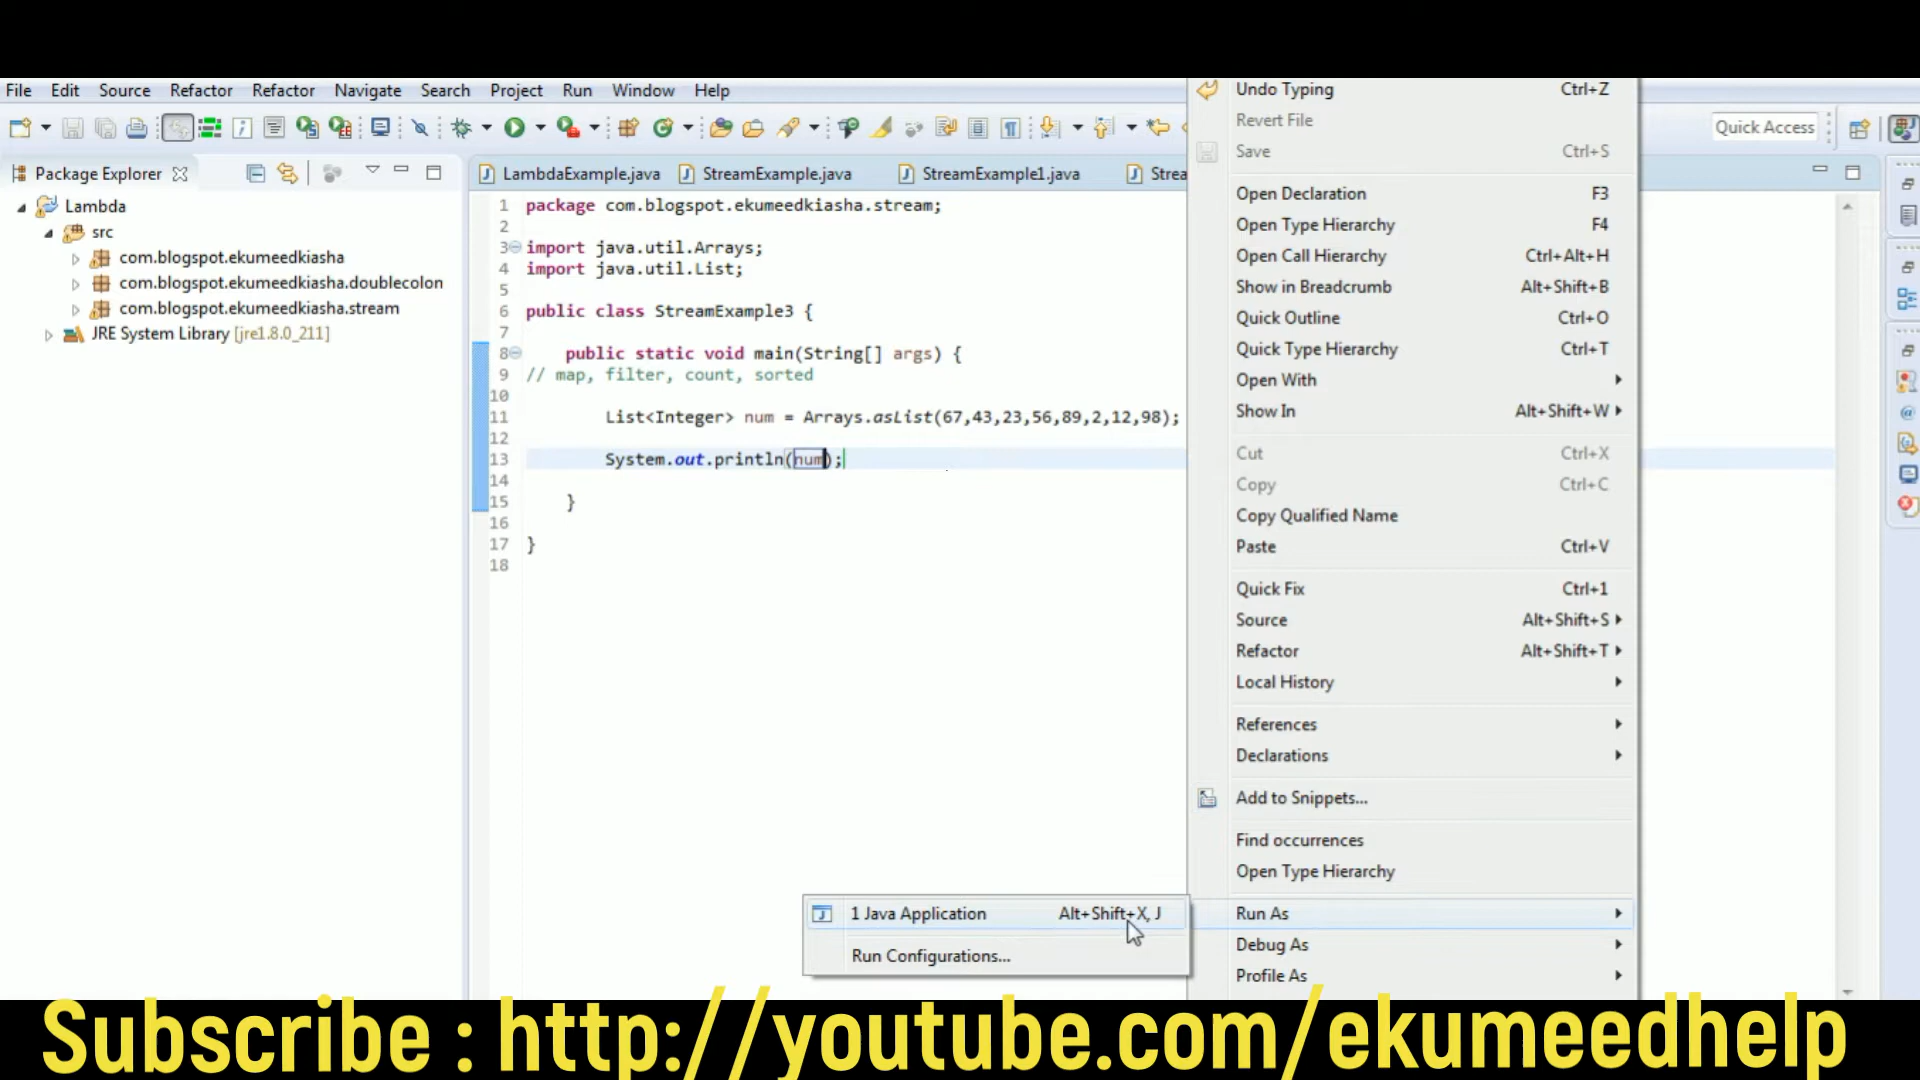 File Edit Source Refactor Refactor Navigate Search Project Run Window Help
Quick Access
Package Explorer
Lambda
src
com.blogspot.ekumeedkiasha
com.blogspot.ekumeedkiasha.doublecolon
com.blogspot.ekumeedkiasha.stream
JRE System Library [jre1.8.0_211]
LambdaExample.java StreamExample.java StreamExample1.java Strea
1 package com.blogspot.ekumeedkiasha.stream;
2
3 import java.util.Arrays;
4 import java.util.List;
5
6 public class StreamExample3 {
7
8 public static void main(String[] args) {
9 // map, filter, count, sorted
10
11 List<Integer> num = Arrays.asList(67,43,23,56,89,2,12,98);
12
13 System.out.println(num);
14
15 }
16
17 }
18
Undo Typing Ctrl+Z
Revert File
Save Ctrl+S
Open Declaration F3
Open Type Hierarchy F4
Open Call Hierarchy Ctrl+Alt+H
Show in Breadcrumb Alt+Shift+B
Quick Outline Ctrl+O
Quick Type Hierarchy Ctrl+T
Open With
Show In Alt+Shift+W
Cut Ctrl+X
Copy Ctrl+C
Copy Qualified Name
Paste Ctrl+V
Quick Fix Ctrl+1
Source Alt+Shift+S
Refactor Alt+Shift+T
Local History
References
Declarations
Add to Snippets...
Find occurrences
Open Type Hierarchy
Run As
Debug As
Profile As
1 Java Application Alt+Shift+X, J
Run Configurations...
Subscribe : http://youtube.com/ekumeedhelp